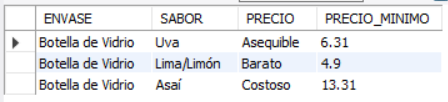 ENVASE SABOR PRECIO PRECIO_MINIMO
Botella de Vidrio Uva Asequible 6.31
Botella de Vidrio Lima/Limón Barato 4.9
Botella de Vidrio Asaí Costoso 13.31